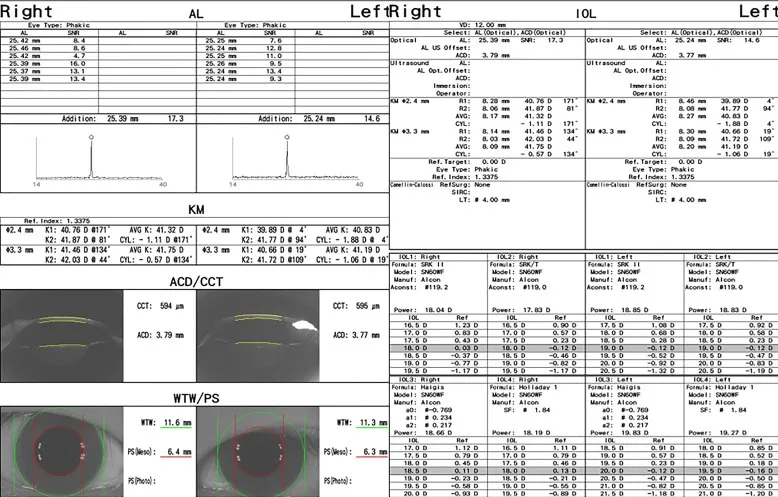 Right AL Left
Eye Type: Phakic Eye Type: Phakic
AL SNR AL SNR AL SNR AL SNR
25.42 mm 8.4 25.25 mm 7.6
25.46 mm 8.6 25.24 mm 12.8
25.42 mm 4.7 25.25 mm 11.0
25.39 mm 16.0 25.26 mm 9.5
25.37 mm 13.1 25.24 mm 13.4
25.39 mm 13.4 25.24 mm 9.3
Addition: 25.39 mm 17.3 Addition: 25.24 mm 14.6
14 40 14 40
KM
Ref.Index: 1.3375
*2.4 mm K1: 40.76 D @171° AVG K: 41.32 D *2.4 mm K1: 39.89 D @ 4° AVG K: 40.83 D
K2: 41.87 D @ 81° CYL: - 1.11 D @171° K2: 41.77 D @ 94° CYL: - 1.88 D @ 4°
*3.3 mm K1: 41.46 D @134° AVG K: 41.75 D *3.3 mm K1: 40.66 D @ 19° AVG K: 41.19 D
K2: 42.03 D @ 44° CYL: - 0.57 D @134° K2: 41.72 D @109° CYL: - 1.06 D @ 19°
ACD/CCT
CCT: 594 µm CCT: 595 µm
ACD: 3.79 mm ACD: 3.77 mm
WTW/PS
WTW: 11.6 mm WTW: 11.3 mm
PS(Meso): 6.4 mm PS(Meso): 6.3 mm
PS(Photo): PS(Photo):
Right IOL Left
VD: 12.00 mm
Select: AL(Optical),ACD(Optical) Select: AL(Optical),ACD(Optical)
Optical AL: 25.39 mm SNR: 17.3 Optical AL: 25.24 mm SNR: 14.6
AL US Offset: AL US Offset:
ACD: 3.79 mm ACD: 3.77 mm
Ultrasound AL: Ultrasound AL:
AL Opt.Offset: AL Opt.Offset:
ACD: ACD:
Immersion: Immersion:
Operator: Operator:
KM *2.4 mm R1: 8.28 mm 40.76 D 171° KM *2.4 mm R1: 8.46 mm 39.89 D 4°
R2: 8.06 mm 41.87 D 81° R2: 8.08 mm 41.77 D 94°
AVG: 8.17 mm 41.32 D AVG: 8.27 mm 40.83 D
CYL: - 1.11 D 171° CYL: - 1.88 D 4°
KM *3.3 mm R1: 8.14 mm 41.46 D 134° KM *3.3 mm R1: 8.30 mm 40.66 D 19°
R2: 8.03 mm 42.03 D 44° R2: 8.09 mm 41.72 D 109°
AVG: 8.09 mm 41.75 D AVG: 8.20 mm 41.19 D
CYL: - 0.57 D 134° CYL: - 1.06 D 19°
Ref.Target: 0.00 D Ref.Target: 0.00 D
Eye Type: Phakic Eye Type: Phakic
Ref.Index: 1.3375 Ref.Index: 1.3375
Camellin-Calossi RefSurg: None Camellin-Calossi RefSurg: None
SIRC: SIRC:
LT: # 4.00 mm LT: # 4.00 mm
IOL1: Right IOL2: Right IOL1: Left IOL2: Left
Formula: SRK II Formula: SRK/T Formula: SRK II Formula: SRK/T
Model: SN60WF Model: SN60WF Model: SN60WF Model: SN60WF
Manuf: Alcon Manuf: Alcon Manuf: Alcon Manuf: Alcon
Aconst: #119.2 Aconst: #119.0 Aconst: #119.2 Aconst: #119.0
Power: 18.04 D Power: 17.83 D Power: 18.85 D Power: 18.83 D
IOL Ref IOL Ref IOL Ref IOL Ref
16.5 D 1.23 D 16.5 D 0.90 D 17.5 D 1.08 D 17.5 D 0.92 D
17.0 D 0.83 D 17.0 D 0.57 D 18.0 D 0.68 D 18.0 D 0.58 D
17.5 D 0.43 D 17.5 D 0.23 D 18.5 D 0.28 D 18.5 D 0.23 D
18.0 D 0.03 D 18.0 D -0.12 D 19.0 D -0.12 D 19.0 D -0.12 D
18.5 D -0.37 D 18.5 D -0.46 D 19.5 D -0.52 D 19.5 D -0.47 D
19.0 D -0.77 D 19.0 D -0.82 D 20.0 D -0.92 D 20.0 D -0.83 D
19.5 D -1.17 D 19.5 D -1.17 D 20.5 D -1.32 D 20.5 D -1.19 D
IOL3: Right IOL4: Right IOL3: Left IOL4: Left
Formula: Haigis Formula: Holladay 1 Formula: Haigis Formula: Holladay 1
Model: SN60WF Model: SN60WF Model: SN60WF Model: SN60WF
Manuf: Alcon Manuf: Alcon Manuf: Alcon Manuf: Alcon
a0: #-0.769 SF: # 1.84 a0: #-0.769 SF: # 1.84
a1: # 0.234 a1: # 0.234
a2: # 0.217 a2: # 0.217
Power: 18.66 D Power: 18.19 D Power: 19.83 D Power: 19.27 D
IOL Ref IOL Ref IOL Ref IOL Ref
17.0 D 1.12 D 16.5 D 1.11 D 18.5 D 0.91 D 18.0 D 0.85 D
17.5 D 0.79 D 17.0 D 0.79 D 19.0 D 0.57 D 18.5 D 0.52 D
18.0 D 0.45 D 17.5 D 0.46 D 19.5 D 0.23 D 19.0 D 0.18 D
18.5 D 0.11 D 18.0 D 0.13 D 20.0 D -0.12 D 19.5 D -0.16 D
19.0 D -0.23 D 18.5 D -0.21 D 20.5 D -0.47 D 20.0 D -0.50 D
19.5 D -0.58 D 19.0 D -0.55 D 21.0 D -0.82 D 20.5 D -0.85 D
20.0 D -0.93 D 19.5 D -0.89 D 21.5 D -1.18 D 21.0 D -1.20 D